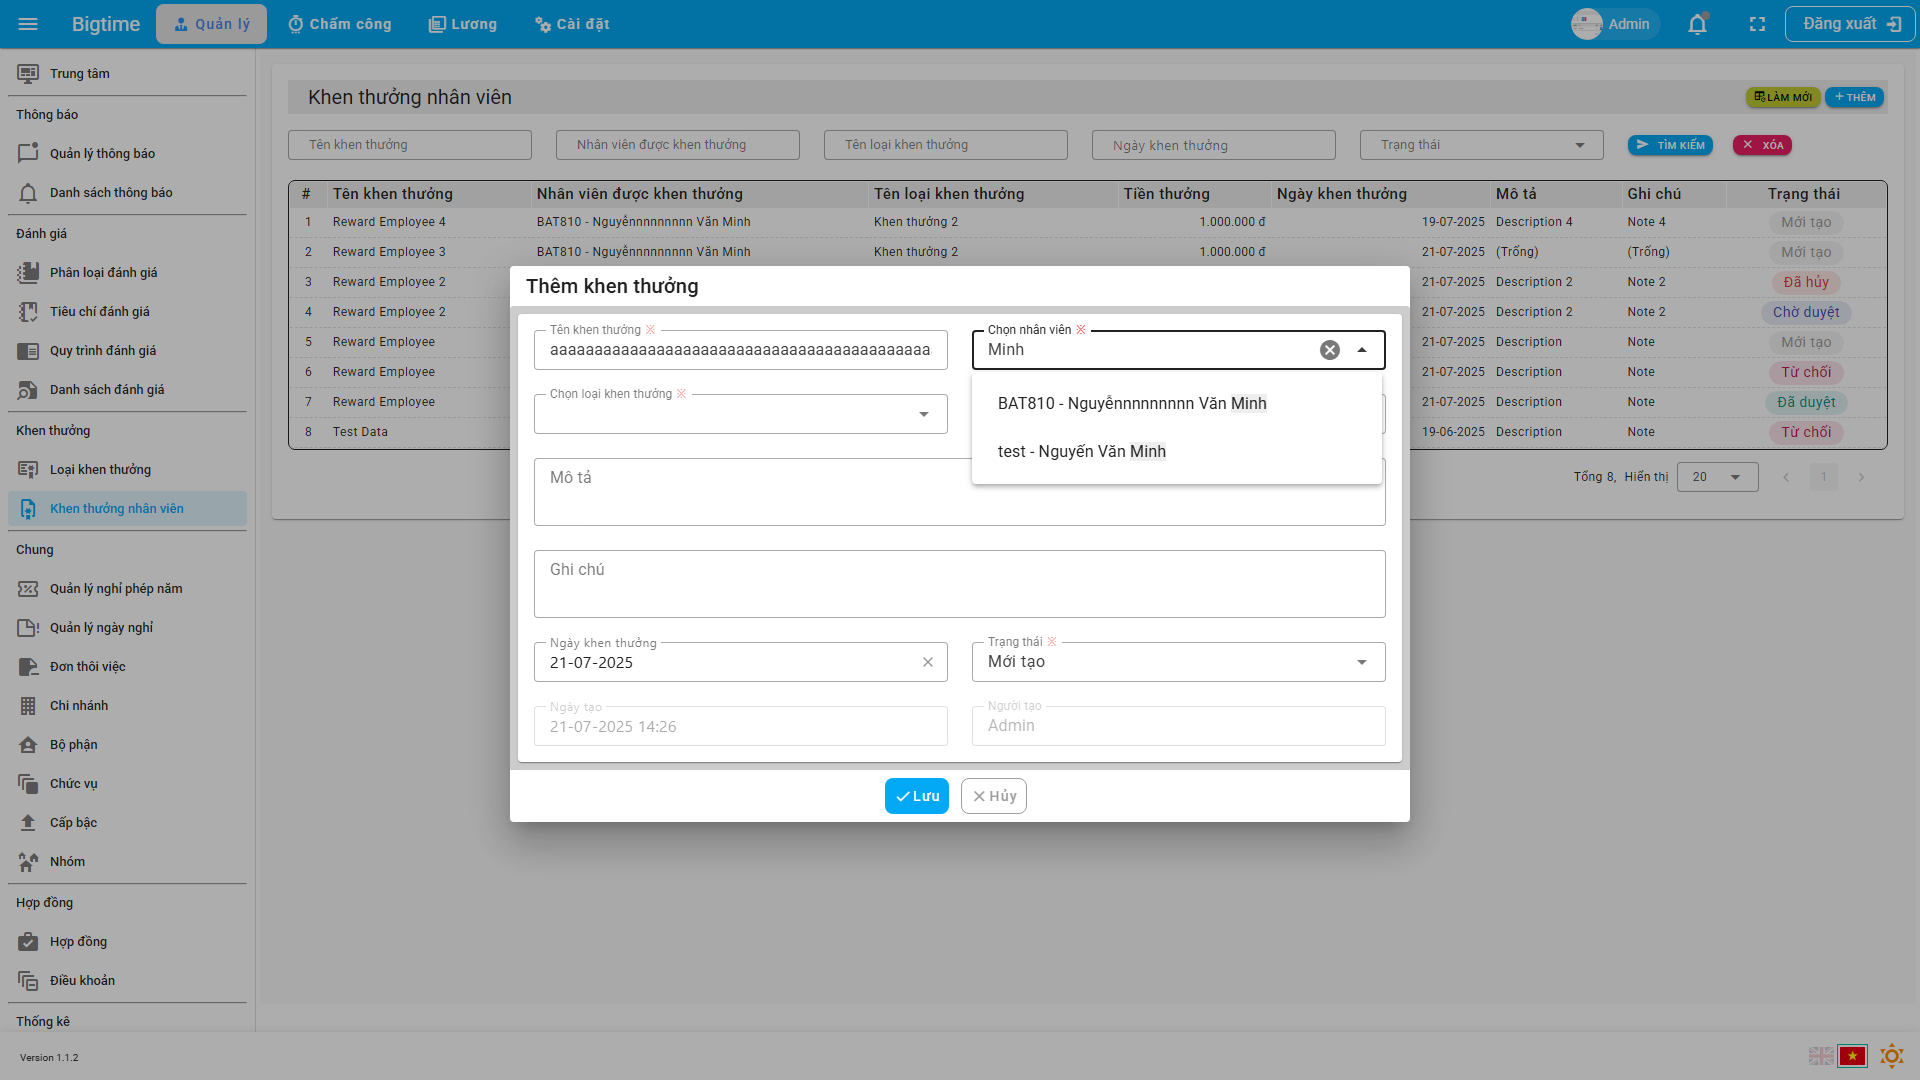 Bigtime Quản lý Chấm công Lương Cài đặt Admin Đăng xuất
Trung tâm
Thông báo
Quản lý thông báo
Danh sách thông báo
Đánh giá
Phân loại đánh giá
Tiêu chí đánh giá
Quy trình đánh giá
Danh sách đánh giá
Khen thưởng
Loại khen thưởng
Khen thưởng nhân viên
Chung
Quản lý nghỉ phép năm
Quản lý ngày nghỉ
Đơn thôi việc
Chi nhánh
Bộ phận
Chức vụ
Cấp bậc
Nhóm
Hợp đồng
Hợp đồng
Điều khoản
Thống kê
Version 1.1.2
Khen thưởng nhân viên LÀM MỚI THÊM
Tên khen thưởng Nhân viên được khen thưởng Tên loại khen thưởng Ngày khen thưởng Trạng thái TÌM KIẾM XÓA
# Tên khen thưởng Nhân viên được khen thưởng Tên loại khen thưởng Tiền thưởng Ngày khen thưởng Mô tả Ghi chú Trạng thái
1 Reward Employee 4 BAT810 - Nguyễnnnnnnnnn Văn Minh Khen thưởng 2 1.000.000 đ 19-07-2025 Description 4 Note 4 Mới tạo
2 Reward Employee 3 BAT810 - Nguyễnnnnnnnnn Văn Minh Khen thưởng 2 1.000.000 đ 21-07-2025 (Trống) (Trống) Mới tạo
3 Reward Employee 2 21-07-2025 Description 2 Note 2 Đã hủy
4 Reward Employee 2 21-07-2025 Description 2 Note 2 Chờ duyệt
5 Reward Employee 21-07-2025 Description Note Mới tạo
6 Reward Employee 21-07-2025 Description Note Từ chối
7 Reward Employee 21-07-2025 Description Note Đã duyệt
8 Test Data 19-06-2025 Description Note Từ chối
Tổng 8, Hiển thị 20 1
Thêm khen thưởng
Tên khen thưởng ※ Chọn nhân viên ※
aaaaaaaaaaaaaaaaaaaaaaaaaaaaaaaaaaaaaaaaaaa Minh
BAT810 - Nguyễnnnnnnnnn Văn Minh
test - Nguyến Văn Minh
Chọn loại khen thưởng ※
Mô tả
Ghi chú
Ngày khen thưởng Trạng thái ※
21-07-2025 Mới tạo
Ngày tạo Người tạo
21-07-2025 14:26 Admin
Lưu Hủy